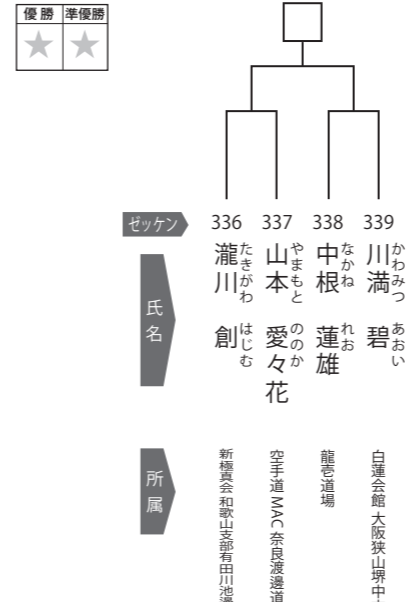 優勝 準優勝
ゼッケン 336 337 338 339
氏名
瀧川 創
たきがわ はじむ
山本 愛々花
やまもと ののか
中根 蓮雄
なかね れお
川満 碧
かわみつ あおい
所属
新極真会 和歌山支部有田川池
空手道 MAC 奈良渡邊道
龍壱道場
白蓮会館 大阪狭山堺中